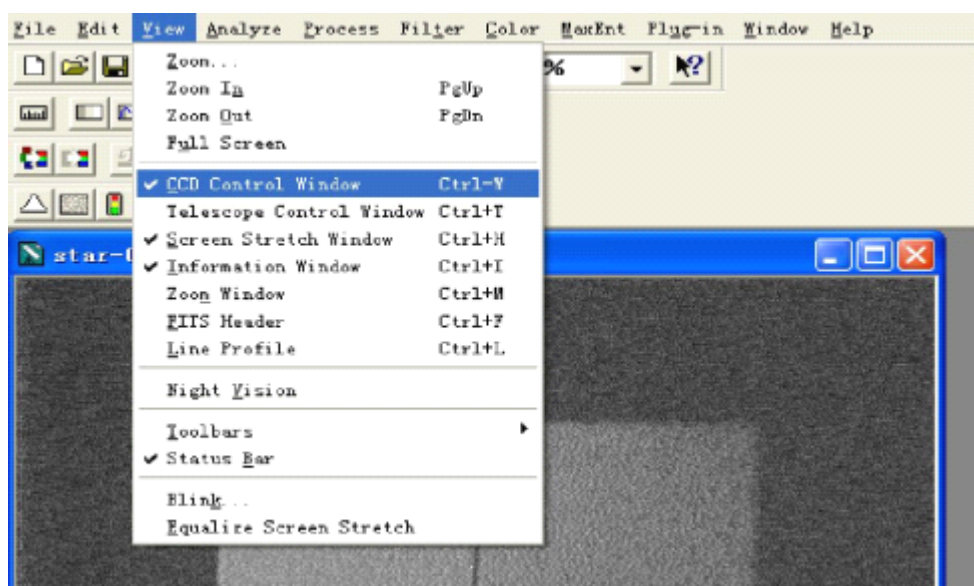 File Edit View Analyze Process Filter Color MaxEnt Plug-in Window Help
Zoom...
%
Zoom In PgUp
Zoom Out PgDn
Full Screen
CCD Control Window Ctrl-W
Telescope Control Window Ctrl+T
Screen Stretch Window Ctrl+H
star-
Information Window Ctrl+I
Zoom Window Ctrl+M
FITS Header Ctrl+F
Line Profile Ctrl+L
Night Vision
Toolbars
Status Bar
Blink...
Equalize Screen Stretch